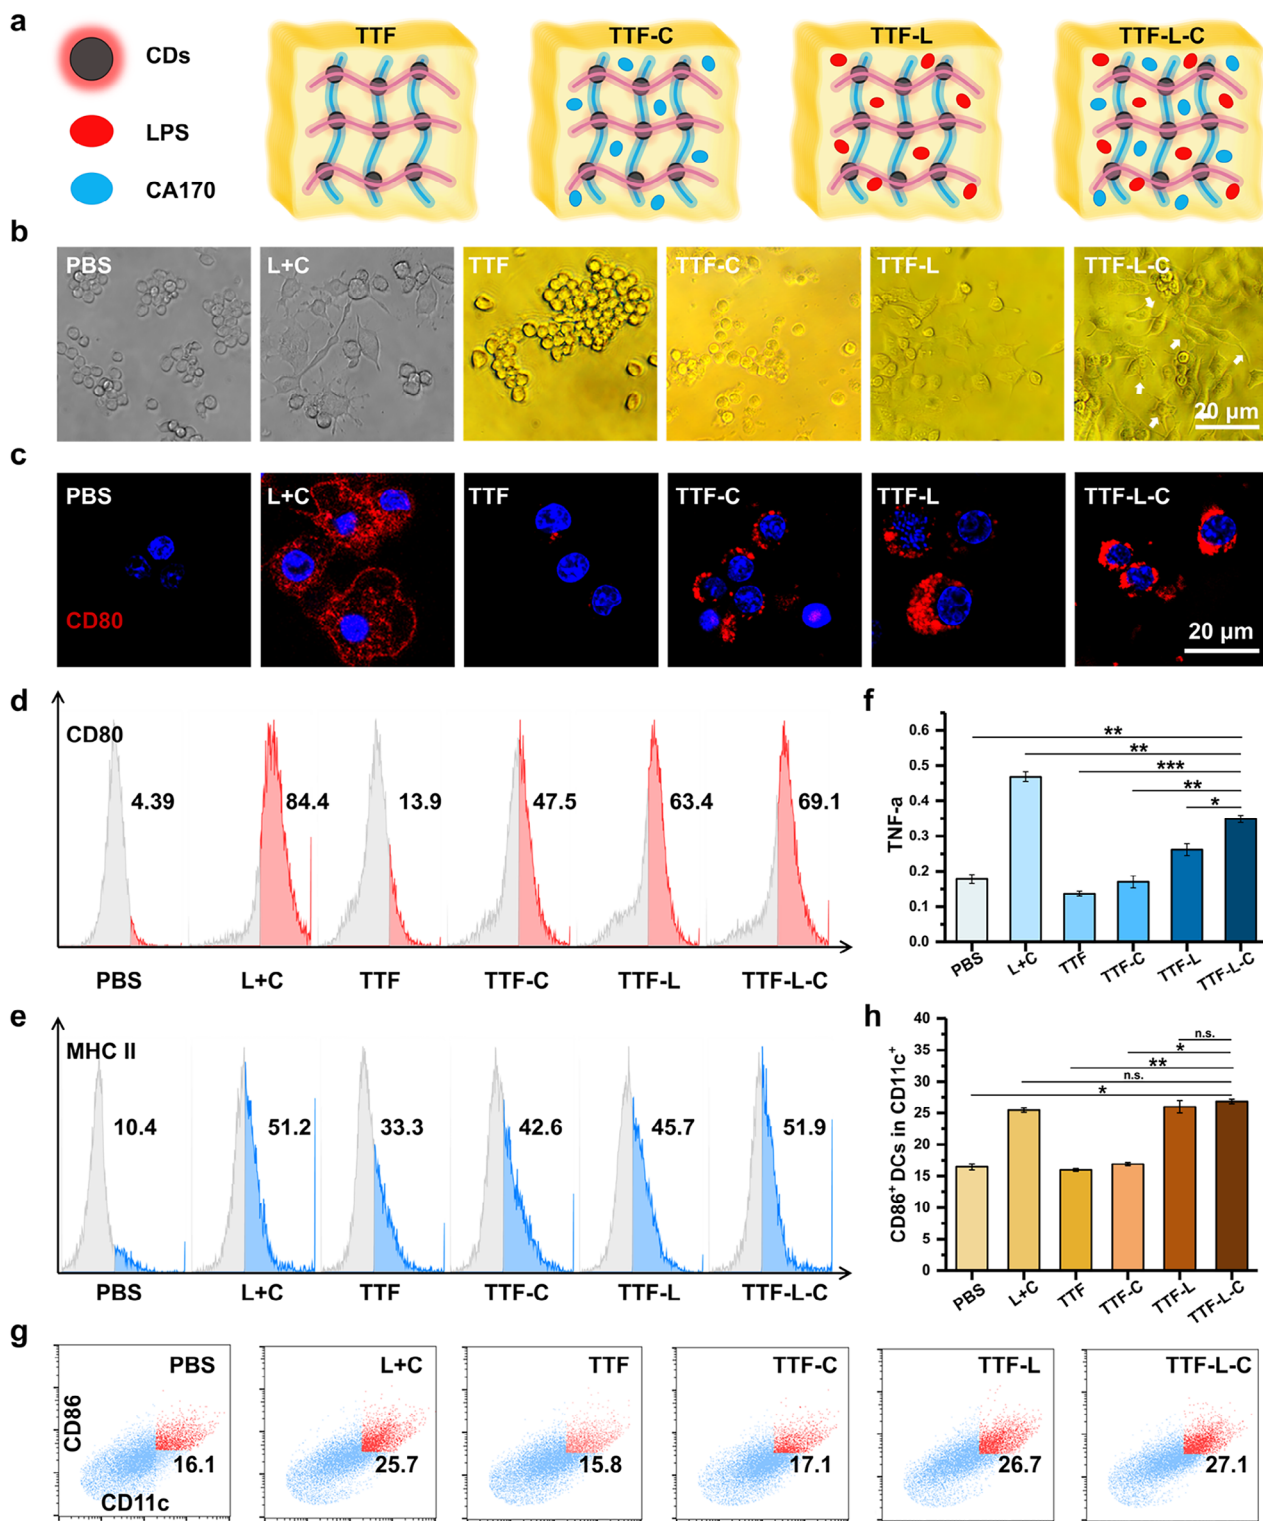 a
CDs
LPS
CA170
TTF
TTF-C
TTF-L
TTF-L-C
b
PBS
L+C
TTF
TTF-C
TTF-L
TTF-L-C
20 μm
c
PBS
L+C
TTF
TTF-C
TTF-L
TTF-L-C
CD80
20 μm
d
CD80
4.39
84.4
13.9
47.5
63.4
69.1
PBS
L+C
TTF
TTF-C
TTF-L
TTF-L-C
f
TNF-a
0.6
0.5
0.4
0.3
0.2
0.1
0.0
**
**
***
**
*
PBS
L+C
TTF
TTF-C
TTF-L
TTF-L-C
e
MHC II
10.4
51.2
33.3
42.6
45.7
51.9
PBS
L+C
TTF
TTF-C
TTF-L
TTF-L-C
h
CD86⁺ DCs in CD11c⁺
40
35
30
25
20
15
10
5
0
n.s.
*
**
n.s.
*
PBS
L+C
TTF
TTF-C
TTF-L
TTF-L-C
g
CD86
CD11c
PBS
16.1
L+C
25.7
TTF
15.8
TTF-C
17.1
TTF-L
26.7
TTF-L-C
27.1